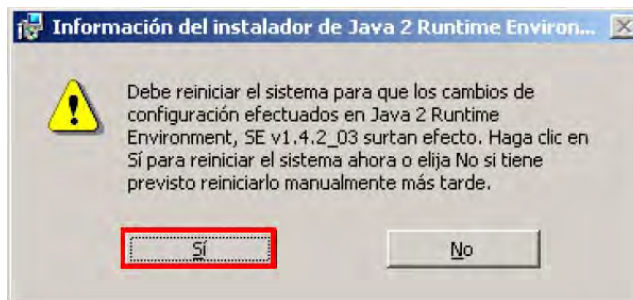 Información del instalador de Java 2 Runtime Environ...
Debe reiniciar el sistema para que los cambios de
configuración efectuados en Java 2 Runtime
Environment, SE v1.4.2_03 surtan efecto. Haga clic en
Sí para reiniciar el sistema ahora o elija No si tiene
previsto reiniciarlo manualmente más tarde.
Sí No